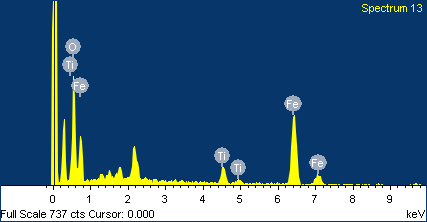 Spectrum 13
O
Ti
Fe
Fe
Ti
Ti
Fe
0 1 2 3 4 5 6 7 8 9
Full Scale 737 cts Cursor: 0.000 keV